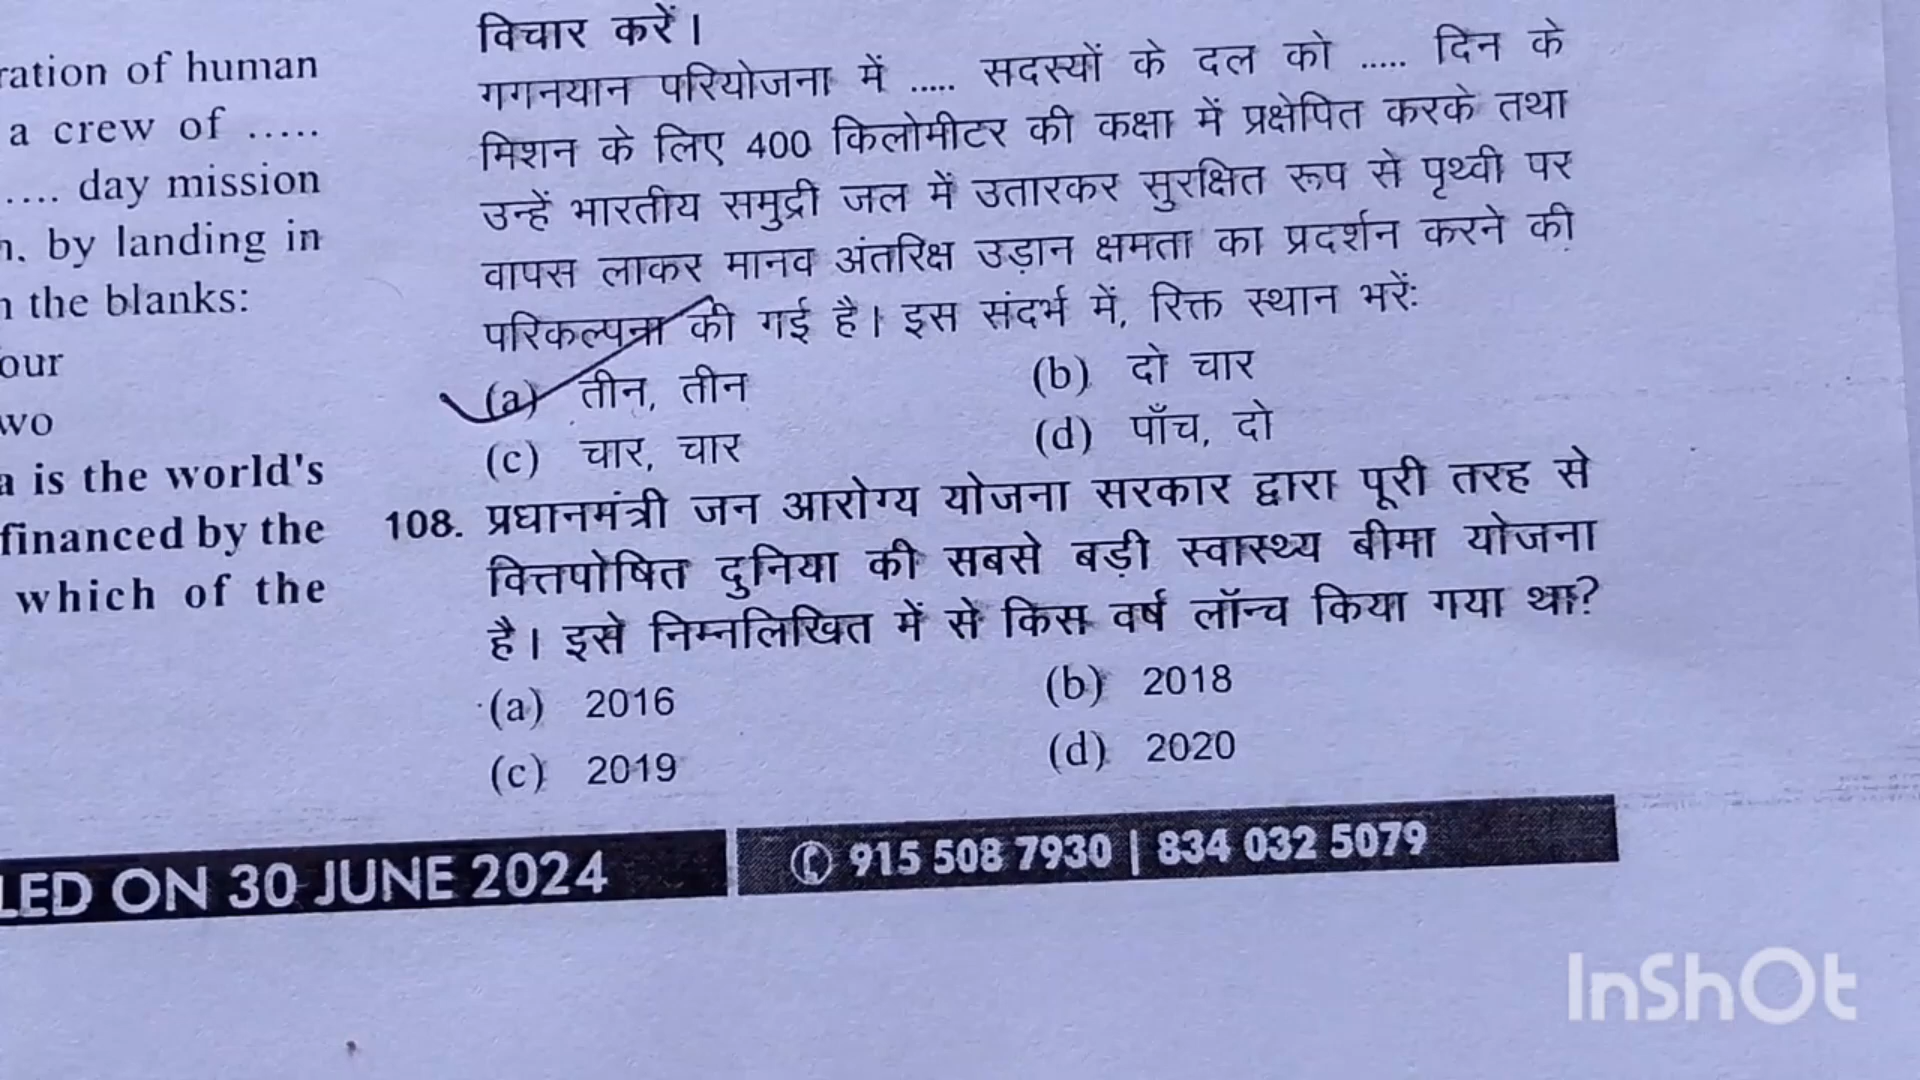 ration of human
a crew of .....
.... day mission
n. by landing in
n the blanks:
our
wo
a is the world's
financed by the
which of the
विचार करें।
गगनयान परियोजना में ..... सदस्यों के दल को ..... दिन के
मिशन के लिए 400 किलोमीटर की कक्षा में प्रक्षेपित करके तथा
उन्हें भारतीय समुद्री जल में उतारकर सुरक्षित रूप से पृथ्वी पर
वापस लाकर मानव अंतरिक्ष उड़ान क्षमता का प्रदर्शन करने की
परिकल्पना की गई है। इस संदर्भ में, रिक्त स्थान भरें:
(a) तीन, तीन (b) दो चार
(c) चार, चार (d) पाँच, दो
108. प्रधानमंत्री जन आरोग्य योजना सरकार द्वारा पूरी तरह से
वित्तपोषित दुनिया की सबसे बड़ी स्वास्थ्य बीमा योजना
है। इसे निम्नलिखित में से किस वर्ष लॉन्च किया गया था?
(a) 2016 (b) 2018
(c) 2019 (d) 2020
LED ON 30 JUNE 2024 915 508 7930 | 834 032 5079
InShOt